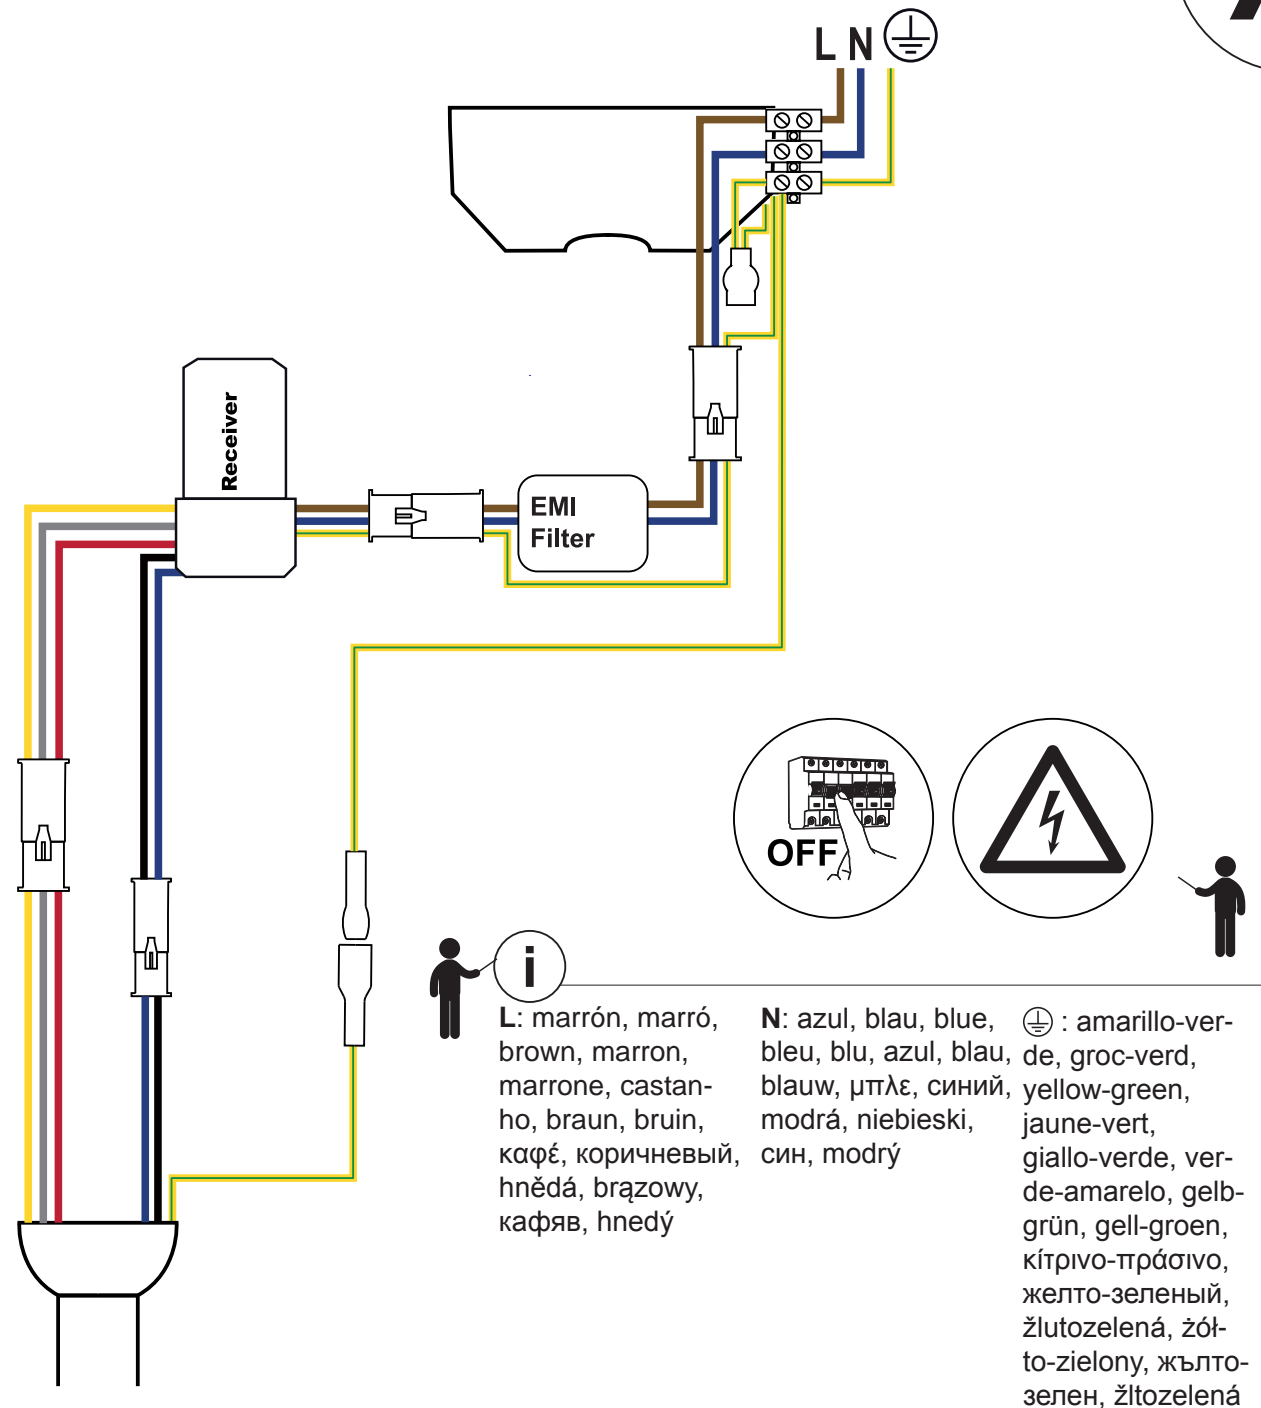 L N
Receiver
EMI
Filter
OFF
i
L: marrón, marró,
brown, marron,
marrone, castan-
ho, braun, bruin,
καφέ, коричневый,
hnědá, brązowy,
кафяв, hnedý
N: azul, blau, blue,
bleu, blu, azul, blau,
blauw, μπλε, синий,
modrá, niebieski,
син, modrý
: amarillo-ver-
de, groc-verd,
yellow-green,
jaune-vert,
giallo-verde, ver-
de-amarelo, gelb-
grün, gell-groen,
κίτρινο-πράσινο,
желто-зеленый,
žlutozelená, żół-
to-zielony, жълто-
зелен, žltozelená